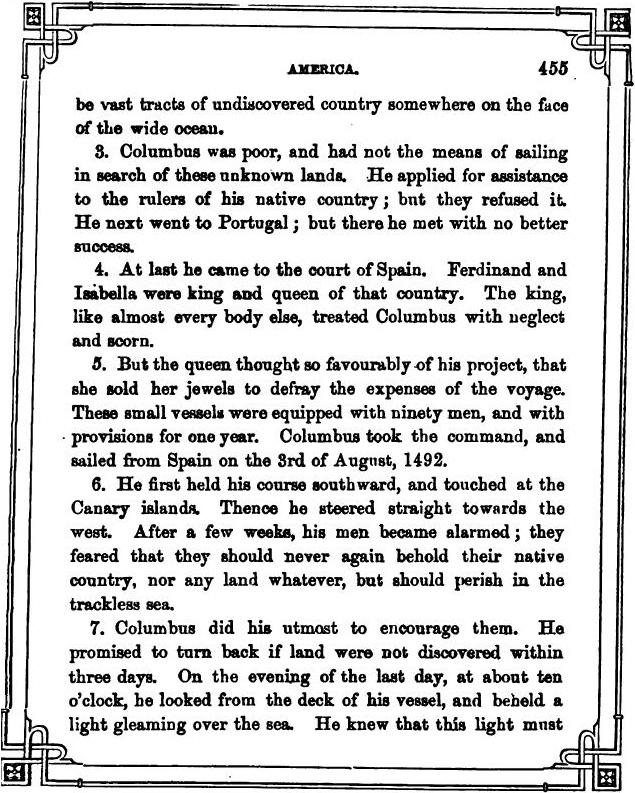 AMERICA. 455
be vast tracts of undiscovered country somewhere on the face
of the wide ocean.
3. Columbus was poor, and had not the means of sailing
in search of these unknown lands. He applied for assistance
to the rulers of his native country; but they refused it.
He next went to Portugal; but there he met with no better
success.
4. At last he came to the court of Spain. Ferdinand and
Isabella were king and queen of that country. The king,
like almost every body else, treated Columbus with neglect
and scorn.
5. But the queen thought so favourably of his project, that
she sold her jewels to defray the expenses of the voyage.
These small vessels were equipped with ninety men, and with
provisions for one year. Columbus took the command, and
sailed from Spain on the 3rd of August, 1492.
6. He first held his course southward, and touched at the
Canary islands. Thence he steered straight towards the
west. After a few weeks, his men became alarmed; they
feared that they should never again behold their native
country, nor any land whatever, but should perish in the
trackless sea.
7. Columbus did his utmost to encourage them. He
promised to turn back if land were not discovered within
three days. On the evening of the last day, at about ten
o'clock, he looked from the deck of his vessel, and beheld a
light gleaming over the sea. He knew that this light must